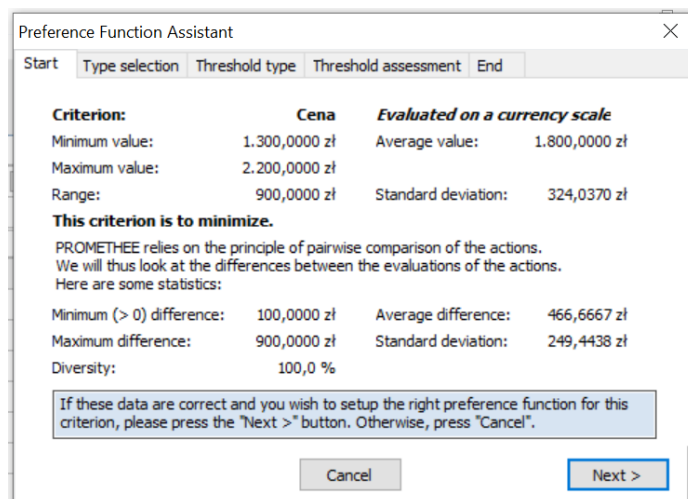 Preference Function Assistant
Start Type selection Threshold type Threshold assessment End
Criterion: Cena Evaluated on a currency scale
Minimum value: 1.300,0000 zł Average value: 1.800,0000 zł
Maximum value: 2.200,0000 zł
Range: 900,0000 zł Standard deviation: 324,0370 zł
This criterion is to minimize.
PROMETHEE relies on the principle of pairwise comparison of the actions.
We will thus look at the differences between the evaluations of the actions.
Here are some statistics:
Minimum (> 0) difference: 100,0000 zł Average difference: 466,6667 zł
Maximum difference: 900,0000 zł Standard deviation: 249,4438 zł
Diversity: 100,0 %
If these data are correct and you wish to setup the right preference function for this
criterion, please press the "Next >" button. Otherwise, press "Cancel".
Cancel Next >